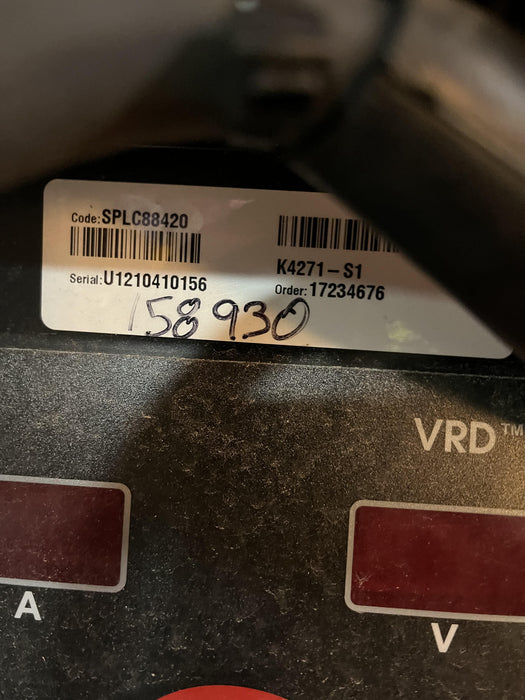 Code: SPLC88420
K4271-S1
Serial: U1210410156
Order: 17234676
158930
VRD™
A
V